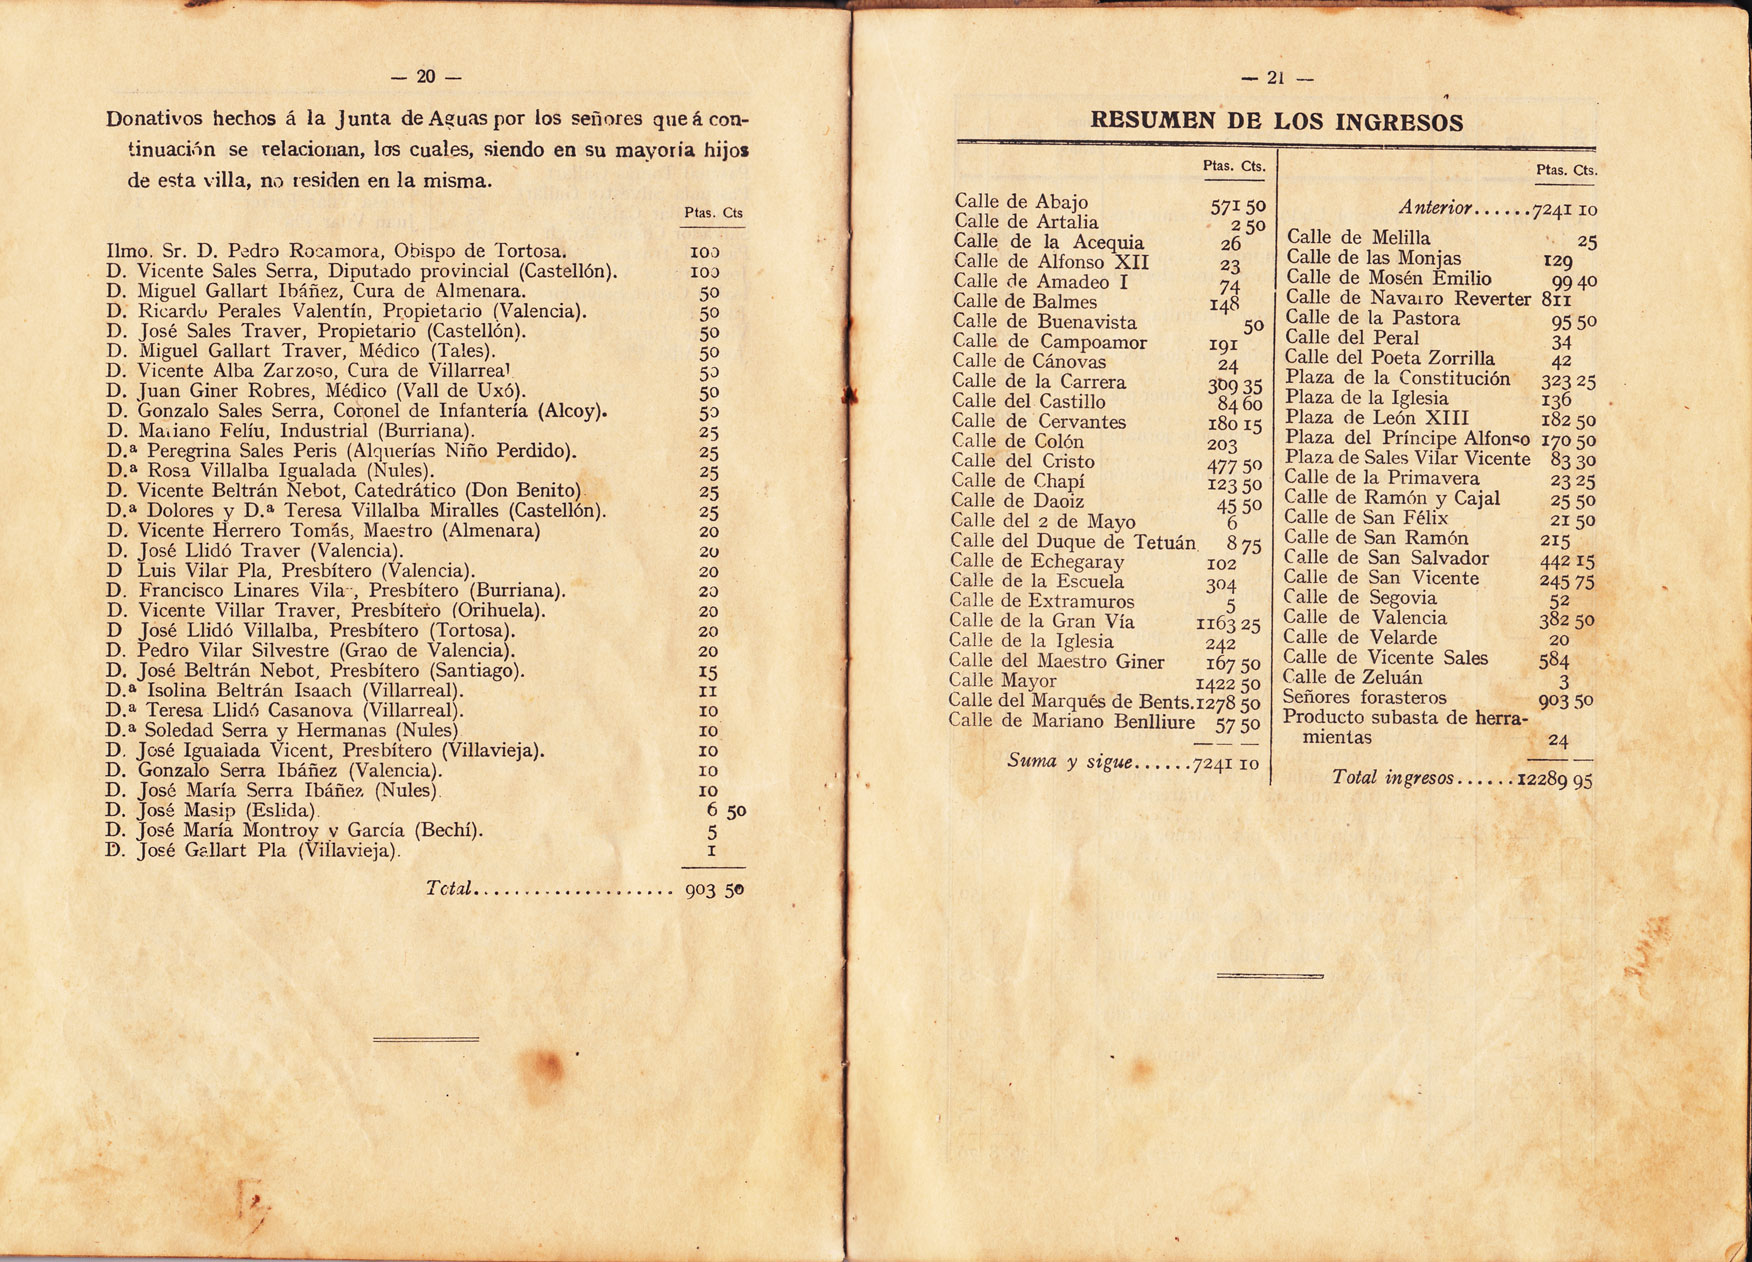 — 20 —
Donativos hechos á la Junta de Aguas por los señores que á con-
tinuación se relacionan, los cuales, siendo en su mayoría hijos
de esta villa, no residen en la misma.
Ptas. Cts
Ilmo. Sr. D. Pedro Rocamora, Obispo de Tortosa. 100
D. Vicente Sales Serra, Diputado provincial (Castellón). 100
D. Miguel Gallart Ibáñez, Cura de Almenara. 50
D. Ricardo Perales Valentín, Propietario (Valencia). 50
D. José Sales Traver, Propietario (Castellón). 50
D. Miguel Gallart Traver, Médico (Tales). 50
D. Vicente Alba Zarzoso, Cura de Villarreal 50
D. Juan Giner Robres, Médico (Vall de Uxó). 50
D. Gonzalo Sales Serra, Coronel de Infantería (Alcoy). 50
D. Mariano Felíu, Industrial (Burriana). 25
D.ª Peregrina Sales Peris (Alquerías Niño Perdido). 25
D.ª Rosa Villalba Igualada (Nules). 25
D. Vicente Beltrán Nebot, Catedrático (Don Benito). 25
D.ª Dolores y D.ª Teresa Villalba Miralles (Castellón). 25
D. Vicente Herrero Tomás, Maestro (Almenara) 20
D. José Llidó Traver (Valencia). 20
D Luis Vilar Pla, Presbítero (Valencia). 20
D. Francisco Linares Vilar, Presbítero (Burriana). 20
D. Vicente Villar Traver, Presbítero (Orihuela). 20
D José Llidó Villalba, Presbítero (Tortosa). 20
D. Pedro Vilar Silvestre (Grao de Valencia). 20
D. José Beltrán Nebot, Presbítero (Santiago). 15
D.ª Isolina Beltrán Isaach (Villarreal). 11
D.ª Teresa Llidó Casanova (Villarreal). 10
D.ª Soledad Serra y Hermanas (Nules) 10
D. José Igualada Vicent, Presbítero (Villavieja). 10
D. Gonzalo Serra Ibáñez (Valencia). 10
D. José María Serra Ibáñez (Nules). 10
D. José Masip (Eslida). 6 50
D. José María Montroy y García (Bechí). 5
D. José Gallart Pla (Villavieja). 1
Total.................... 903 50
— 21 —
RESUMEN DE LOS INGRESOS
Ptas. Cts.
Calle de Abajo 571 50
Calle de Artalia 2 50
Calle de la Acequia 26
Calle de Alfonso XII 23
Calle de Amadeo I 74
Calle de Balmes 148
Calle de Buenavista 50
Calle de Campoamor 191
Calle de Cánovas 24
Calle de la Carrera 309 35
Calle del Castillo 84 60
Calle de Cervantes 180 15
Calle de Colón 203
Calle del Cristo 477 50
Calle de Chapí 123 50
Calle de Daoiz 45 50
Calle del 2 de Mayo 6
Calle del Duque de Tetuán 8 75
Calle de Echegaray 102
Calle de la Escuela 304
Calle de Extramuros 5
Calle de la Gran Vía 1163 25
Calle de la Iglesia 242
Calle del Maestro Giner 167 50
Calle Mayor 1422 50
Calle del Marqués de Bents. 1278 50
Calle de Mariano Benlliure 57 50
Suma y sigue......7241 10
Ptas. Cts.
Anterior......7241 10
Calle de Melilla 25
Calle de las Monjas 129
Calle de Mosén Emilio 99 40
Calle de Navarro Reverter 811
Calle de la Pastora 95 50
Calle del Peral 34
Calle del Poeta Zorrilla 42
Plaza de la Constitución 323 25
Plaza de la Iglesia 136
Plaza de León XIII 182 50
Plaza del Príncipe Alfonso 170 50
Plaza de Sales Vilar Vicente 83 30
Calle de la Primavera 23 25
Calle de Ramón y Cajal 25 50
Calle de San Félix 21 50
Calle de San Ramón 215
Calle de San Salvador 442 15
Calle de San Vicente 245 75
Calle de Segovia 52
Calle de Valencia 382 50
Calle de Velarde 20
Calle de Vicente Sales 584
Calle de Zeluán 3
Señores forasteros 903 50
Producto subasta de herra-
mientas 24
Total ingresos......12289 95